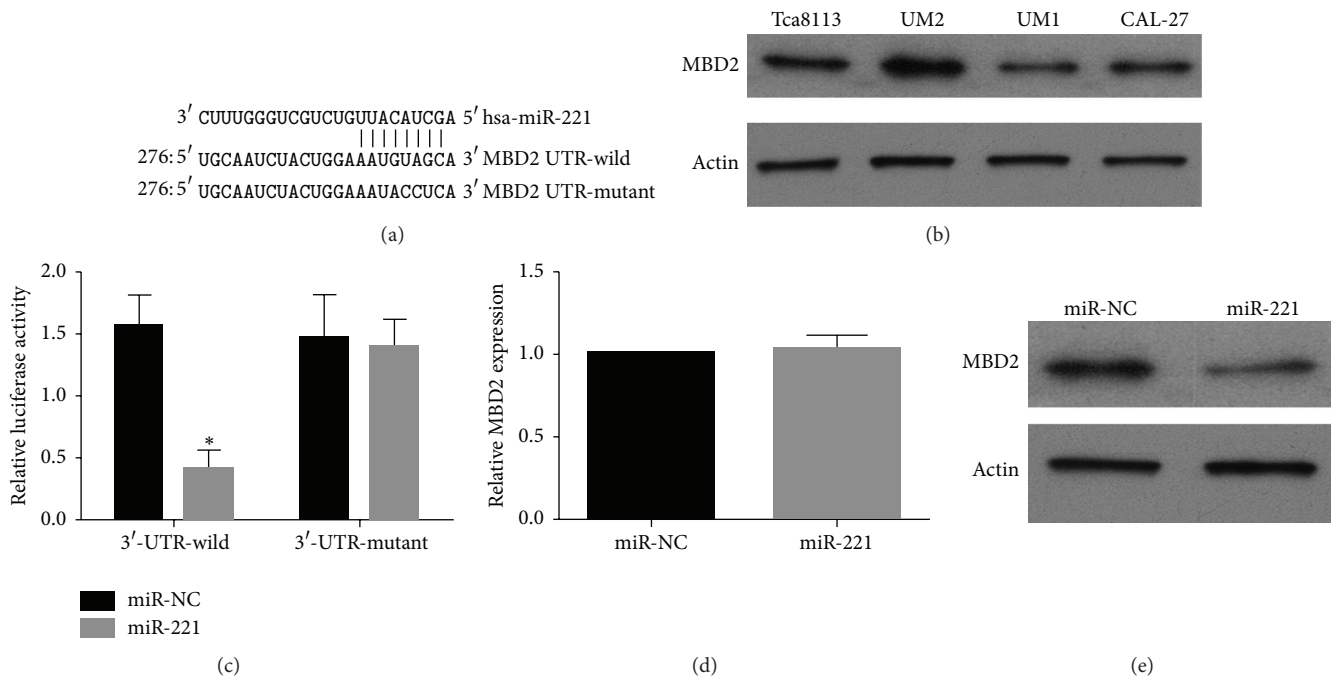 3′ CUUUGGGUCGUCUGUUACAUCGA 5′ hsa-miR-221
276: 5′ UGCAAUCUACUGGAAAUGUAGCA 3′ MBD2 UTR-wild
276: 5′ UGCAAUCUACUGGAAAUACCUCA 3′ MBD2 UTR-mutant
(a)
Tca8113 UM2 UM1 CAL-27
MBD2
Actin
(b)
Relative luciferase activity
2.0
1.5
1.0
0.5
0.0
*
3′-UTR-wild 3′-UTR-mutant
miR-NC
miR-221
(c)
Relative MBD2 expression
1.5
1.0
0.5
0.0
miR-NC miR-221
(d)
miR-NC miR-221
MBD2
Actin
(e)